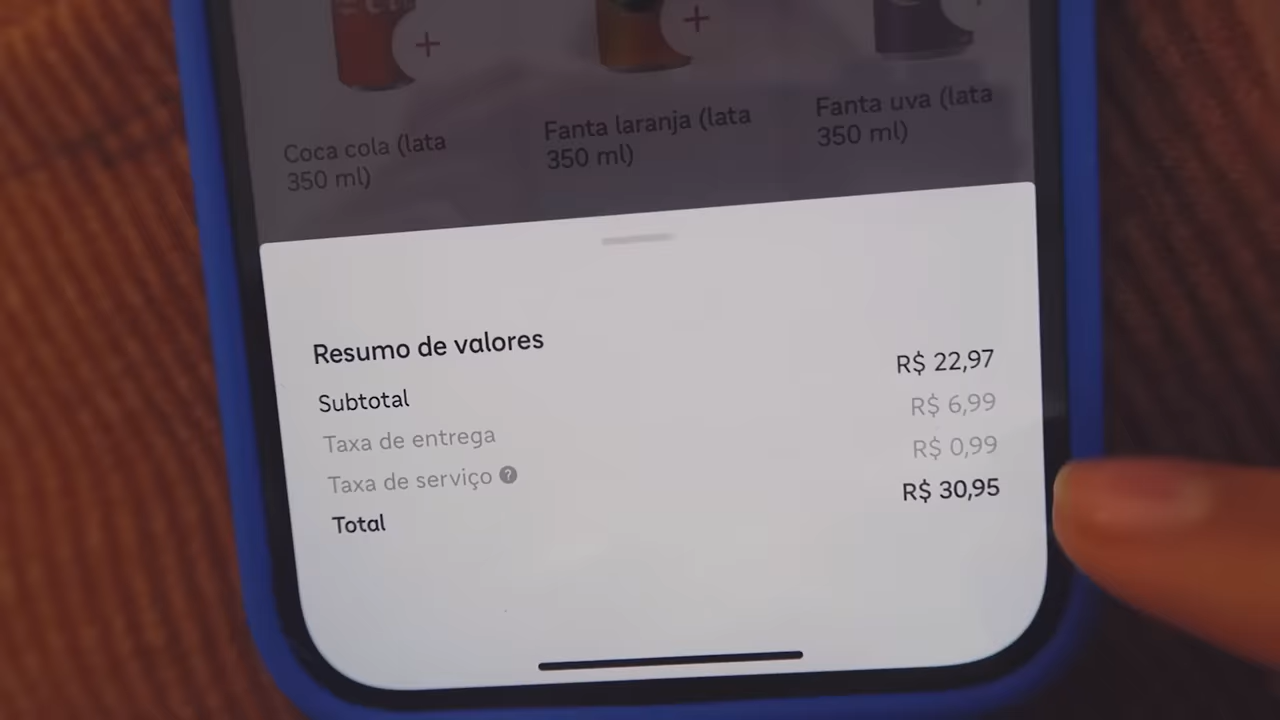 Coca cola (lata
350 ml)
Fanta laranja (lata
350 ml)
Fanta uva (lata
350 ml)
Resumo de valores
Subtotal R$ 22,97
Taxa de entrega R$ 6,99
Taxa de serviço ? R$ 0,99
Total R$ 30,95